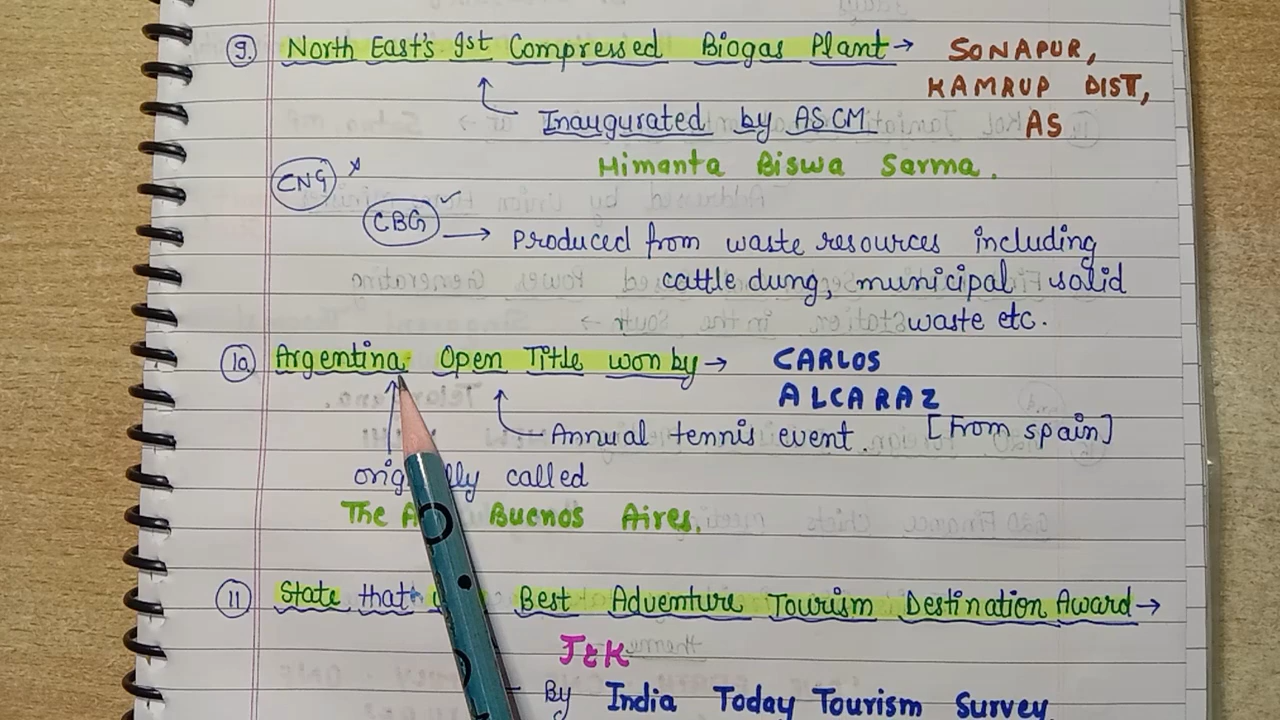 9. North East's 1st Compressed Biogas Plant → SONAPUR,
KAMRUP DIST,
Inaugurated by AS CM AS
Himanta Biswa Sarma.
CNG x
CBG ✓ → Produced from waste resources including
cattle dung, municipal solid
waste etc.
10. Argentina Open Title won by → CARLOS
ALCARAZ
Annual tennis event. [From Spain]
called
The Buenos Aires.
11 State that Best Adventure Tourism Destination Award →
J&K
By India Today Tourism Survey